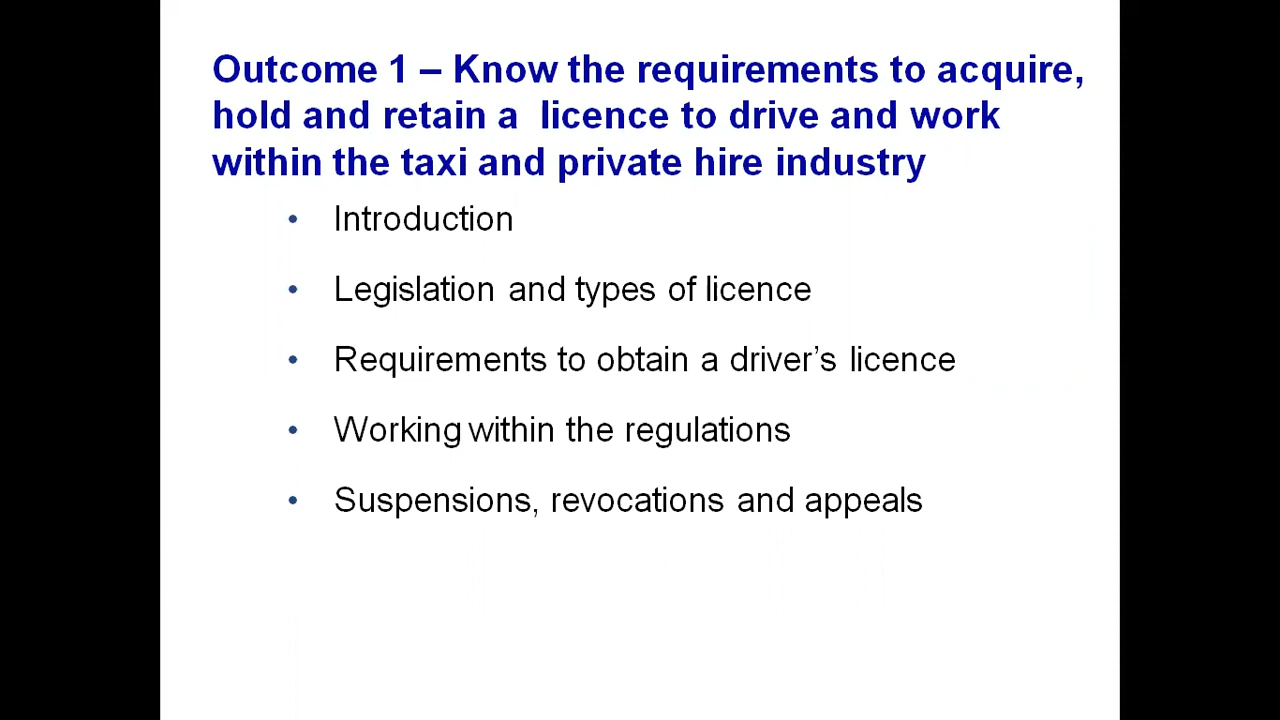 Outcome 1 – Know the requirements to acquire,
hold and retain a licence to drive and work
within the taxi and private hire industry
• Introduction
• Legislation and types of licence
• Requirements to obtain a driver’s licence
• Working within the regulations
• Suspensions, revocations and appeals